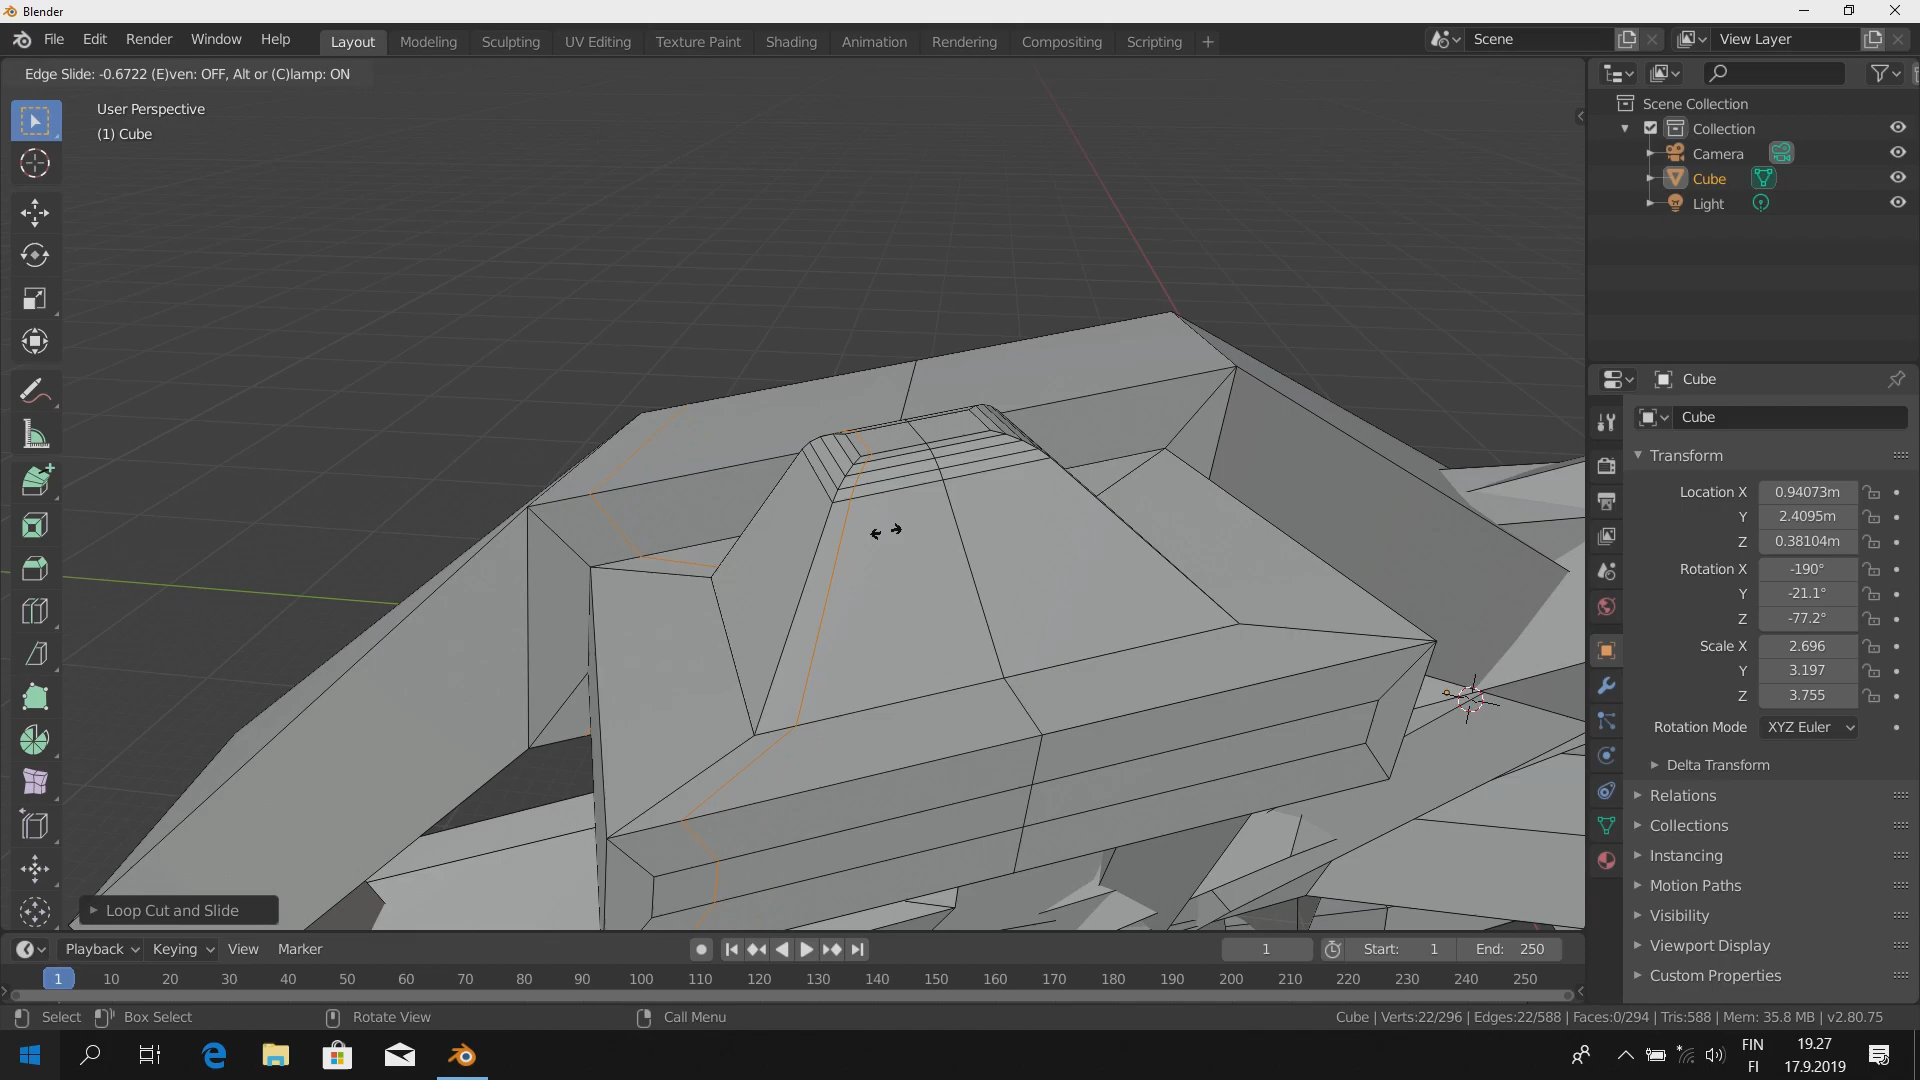 Blender
File Edit Render Window Help
Layout Modeling Sculpting UV Editing Texture Paint Shading Animation Rendering Compositing Scripting +
Scene
View Layer
Edge Slide: -0.6722 (E)ven: OFF, Alt or (C)lamp: ON
User Perspective
(1) Cube
Loop Cut and Slide
Scene Collection
Collection
Camera
Cube
Light
Cube
Cube
Transform
Location X 0.94073m
Y 2.4095m
Z 0.38104m
Rotation X -190°
Y -21.1°
Z -77.2°
Scale X 2.696
Y 3.197
Z 3.755
Rotation Mode XYZ Euler
Delta Transform
Relations
Collections
Instancing
Motion Paths
Visibility
Viewport Display
Custom Properties
Playback Keying View Marker
1 Start: 1 End: 250
1 10 20 30 40 50 60 70 80 90 100 110 120 130 140 150 160 170 180 190 200 210 220 230 240 250
Select Box Select Rotate View Call Menu
Cube | Verts:22/296 | Edges:22/588 | Faces:0/294 | Tris:588 | Mem: 35.8 MB | v2.80.75
FIN
FI
19.27
17.9.2019